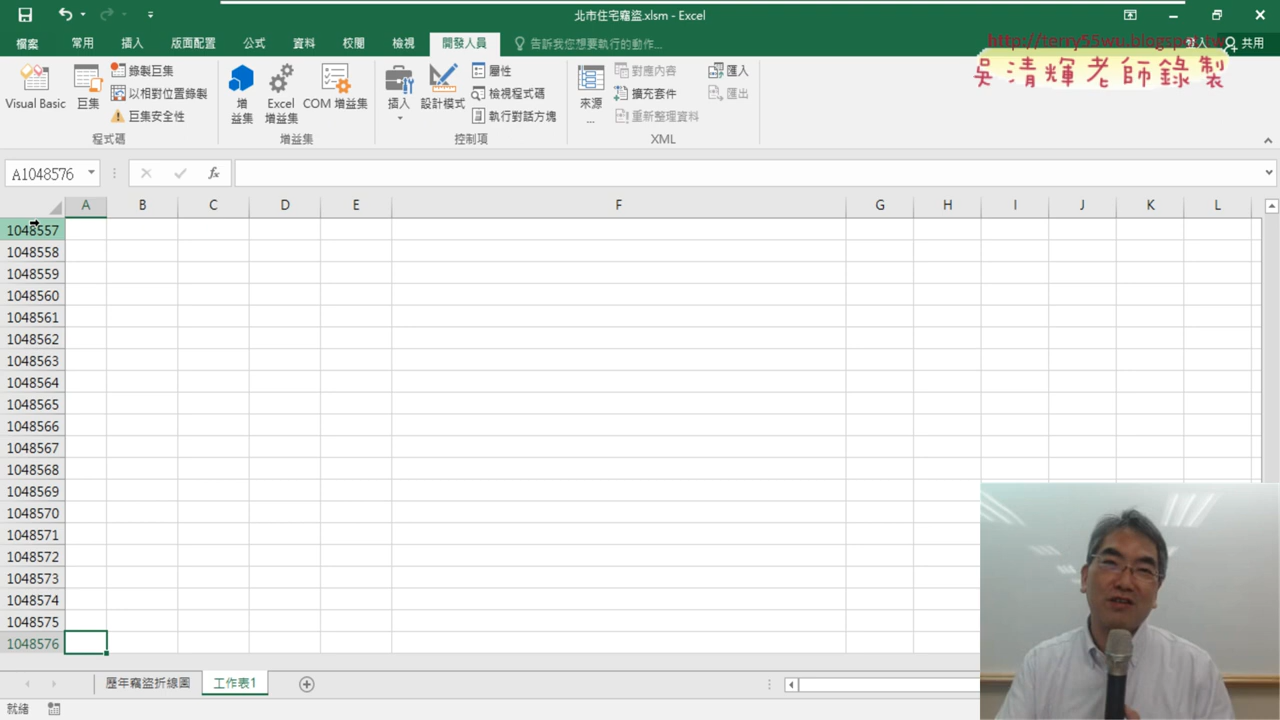 北市住宅竊盜.xlsm - Excel
檔案 常用 插入 版面配置 公式 資料 校閱 檢視 開發人員 告訴我您想要執行的動作... 共用
http://terry55wu.blogspot.tw
吳清輝老師錄製
Visual Basic 巨集 錄製巨集 以相對位置錄製 巨集安全性
增益集 Excel 增益集 COM 增益集
插入 設計模式 屬性 檢視程式碼 執行對話方塊
來源... 對應內容 擴充套件 重新整理資料 匯入 匯出
程式碼 增益集 控制項 XML
A1048576 fx
A B C D E F G H I J K L
1048557
1048558
1048559
1048560
1048561
1048562
1048563
1048564
1048565
1048566
1048567
1048568
1048569
1048570
1048571
1048572
1048573
1048574
1048575
1048576
歷年竊盜折線圖 工作表1
就緒